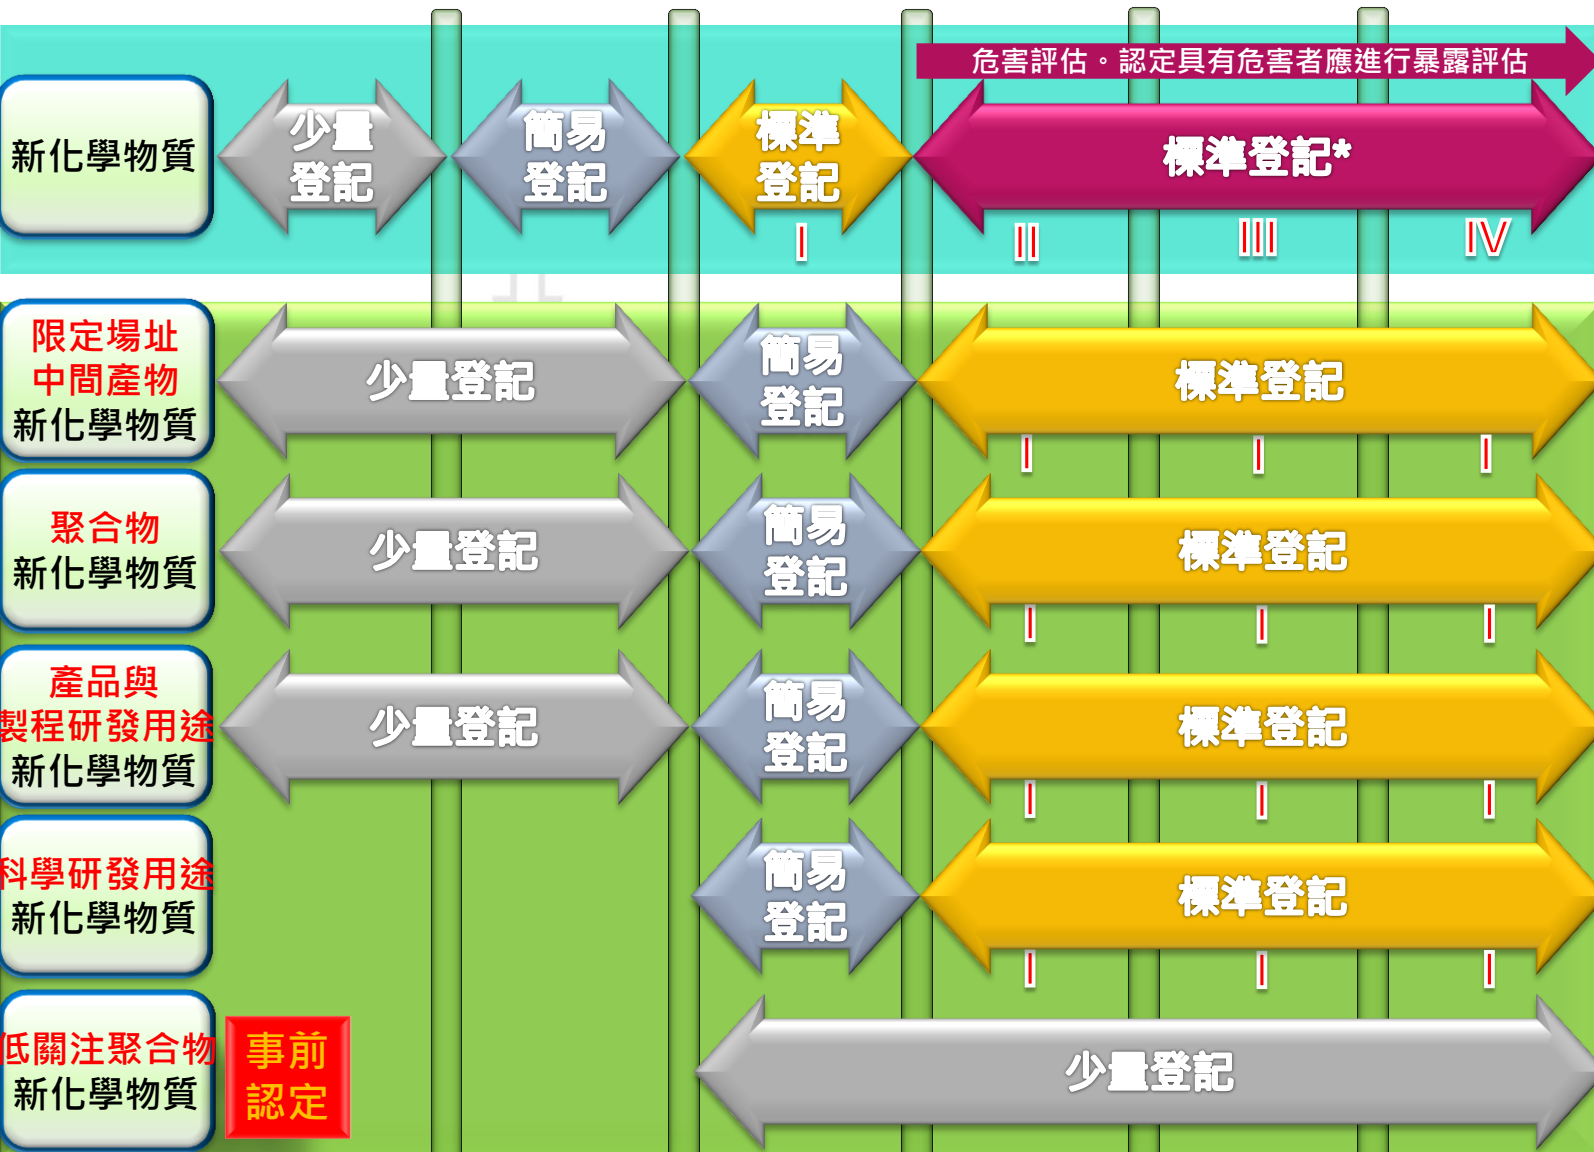 危害評估。認定具有危害者應進行暴露評估
新化學物質
少量
登記
簡易
登記
標準
登記
標準登記*
I
II
III
IV
限定場址
中間產物
新化學物質
少量登記
簡易
登記
標準登記
I
I
I
聚合物
新化學物質
少量登記
簡易
登記
標準登記
I
I
I
產品與
製程研發用途
新化學物質
少量登記
簡易
登記
標準登記
I
I
I
科學研發用途
新化學物質
簡易
登記
標準登記
I
I
I
低關注聚合物
新化學物質
事前
認定
少量登記